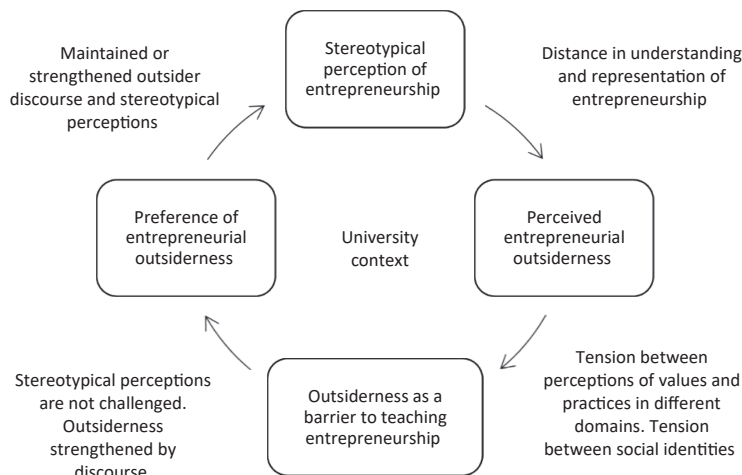 Maintained or
strengthened outsider
discourse and stereotypical
perceptions
Stereotypical
perception of
entrepreneurship
Distance in understanding
and representation of
entrepreneurship
Preference of
entrepreneurial
outsiderness
University
context
Perceived
entrepreneurial
outsiderness
Stereotypical perceptions
are not challenged.
Outsiderness
strengthened by
discourse
Outsiderness as a
barrier to teaching
entrepreneurship
Tension between
perceptions of values and
practices in different
domains. Tension
between social identities